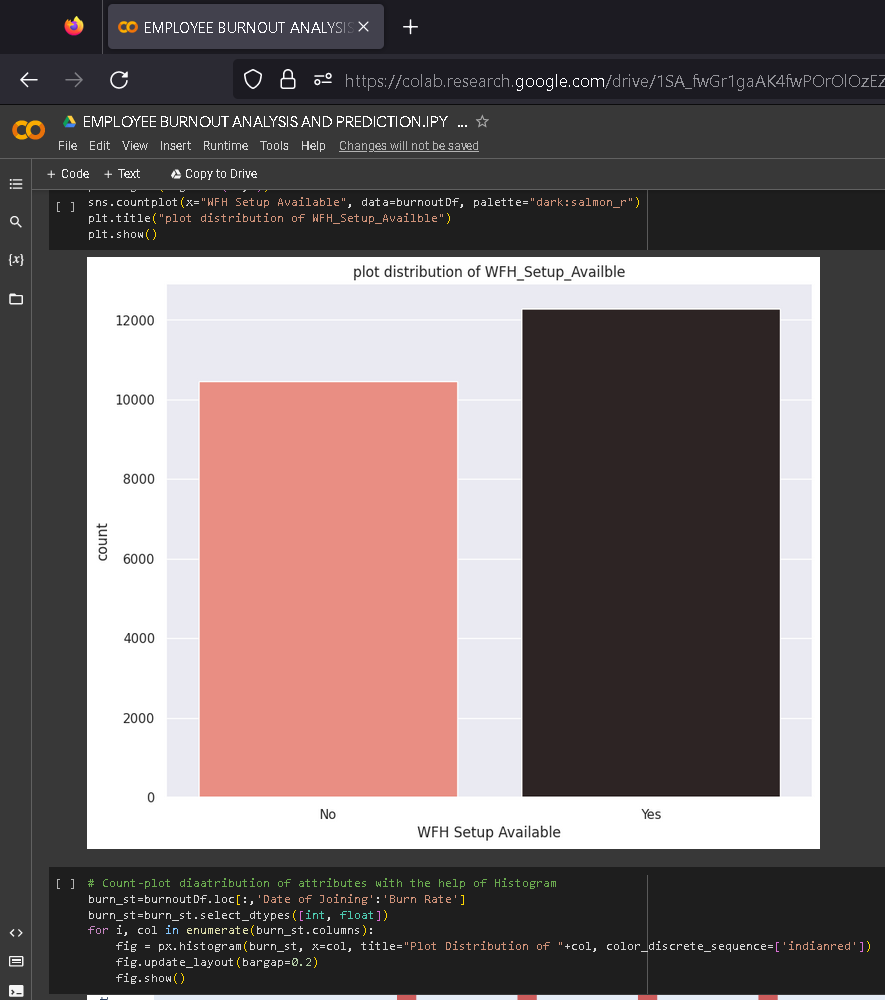 EMPLOYEE BURNOUT ANALYSIS
https://colab.research.google.com/drive/1SA_fwGr1gaAK4fwPOrOlOzEZ
EMPLOYEE BURNOUT ANALYSIS AND PREDICTION.IPY ...
File Edit View Insert Runtime Tools Help Changes will not be saved
+ Code + Text Copy to Drive
[ ] sns.countplot(x="WFH Setup Available", data=burnoutDf, palette="dark:salmon_r")
plt.title("plot distribution of WFH_Setup_Availble")
plt.show()
{x}
plot distribution of WFH_Setup_Availble
12000
10000
8000
6000
4000
2000
0
count
No Yes
WFH Setup Available
[ ] # Count-plot diaatribution of attributes with the help of Histogram
burn_st=burnoutDf.loc[:,'Date of Joining':'Burn Rate']
burn_st=burn_st.select_dtypes([int, float])
for i, col in enumerate(burn_st.columns):
fig = px.histogram(burn_st, x=col, title="Plot Distribution of "+col, color_discrete_sequence=['indianred'])
fig.update_layout(bargap=0.2)
fig.show()